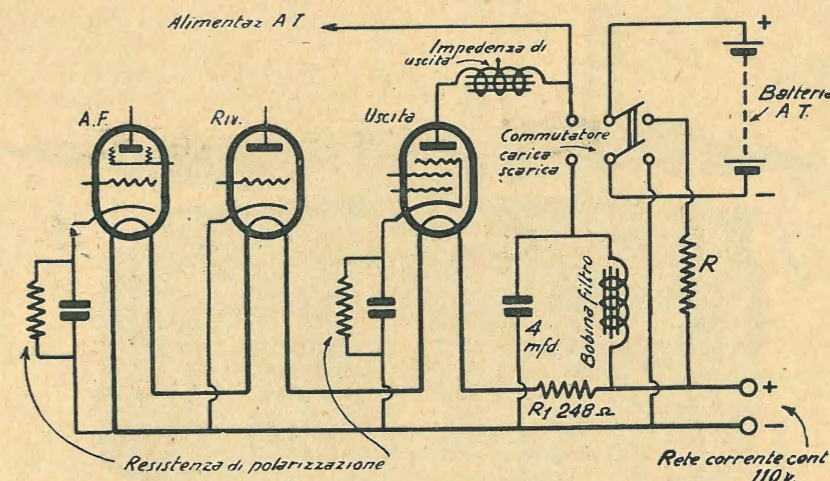 Alimentaz A T
Impedenza di
uscita
+
Batteria
A T.
A.F.
Riv.
Uscita
Commutatore
carica
scarica
−
R
Bobina filtro
4
mfd.
+
R1 248 Ω
−
Resistenza di polarizzazione
Rete corrente cont
110 v.